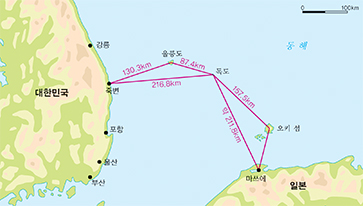 0 100km
동 해
강릉
울릉도
130.3km
87.4km
독도
대한민국
죽변
216.8km
157.5km
약 211.8km
오키 섬
포항
울산
부산
마쓰에
일본